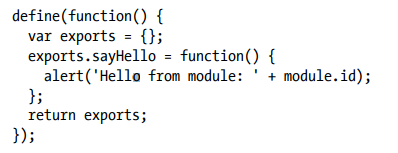 define(function() {
  var exports = {};
  exports.sayHello = function() {
    alert('Hello from module: ' + module.id);
  };
  return exports;
});